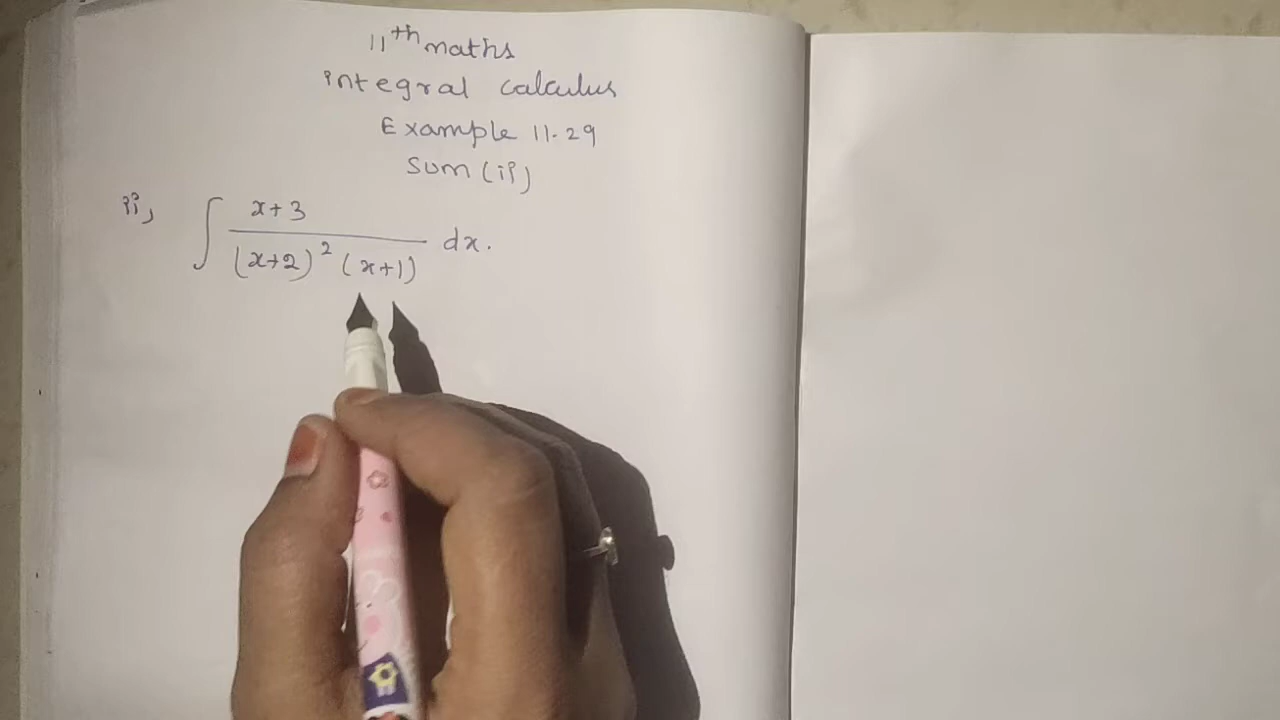 11th maths
integral calculus
Example 11.29
Sum (ii)
ii, ∫ x+3 / (x+2)² (x+1) dx.